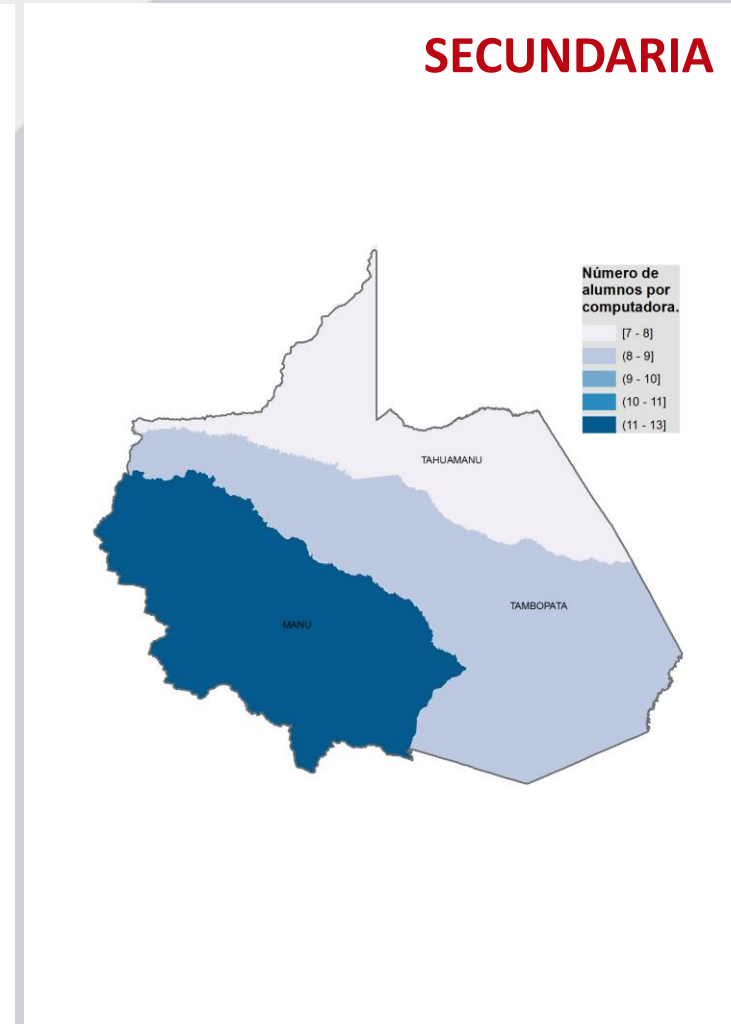 SECUNDARIA
Número de
alumnos por
computadora.
[7 - 8]
(8 - 9]
(9 - 10]
(10 - 11]
(11 - 13]
TAHUAMANU
TAMBOPATA
MANU